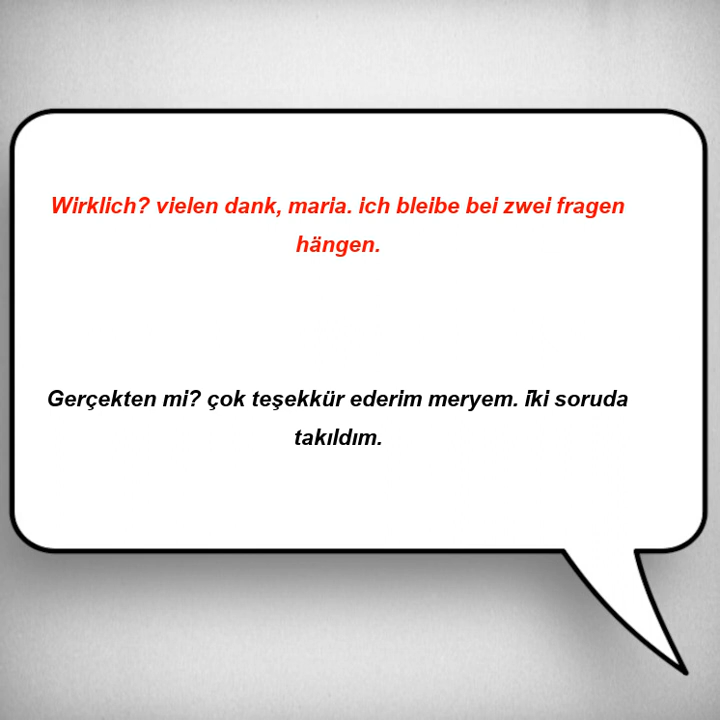 Wirklich? vielen dank, maria. ich bleibe bei zwei fragen
hängen.
Gerçekten mi? çok teşekkür ederim meryem. i̇ki soruda
takıldım.